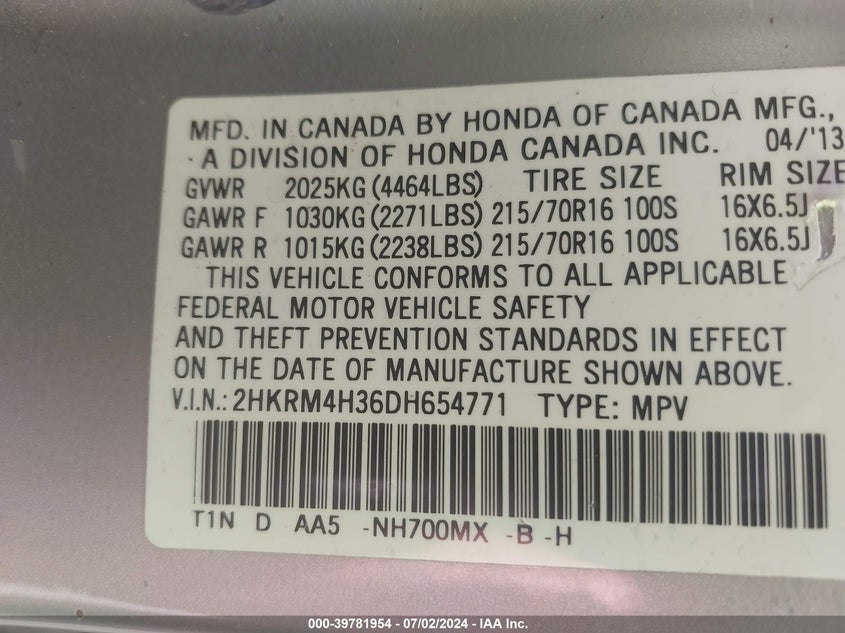 MFD. IN CANADA BY HONDA OF CANADA MFG.,
A DIVISION OF HONDA CANADA INC. 04/'13
GVWR 2025KG (4464LBS) TIRE SIZE RIM SIZE
GAWR F 1030KG (2271LBS) 215/70R16 100S 16X6.5J
GAWR R 1015KG (2238LBS) 215/70R16 100S 16X6.5J
THIS VEHICLE CONFORMS TO ALL APPLICABLE
FEDERAL MOTOR VEHICLE SAFETY
AND THEFT PREVENTION STANDARDS IN EFFECT
ON THE DATE OF MANUFACTURE SHOWN ABOVE.
V.I.N.: 2HKRM4H36DH654771 TYPE: MPV
T1N D AA5 -NH700MX -B -H
000-39781954 - 07/02/2024 - IAA Inc.